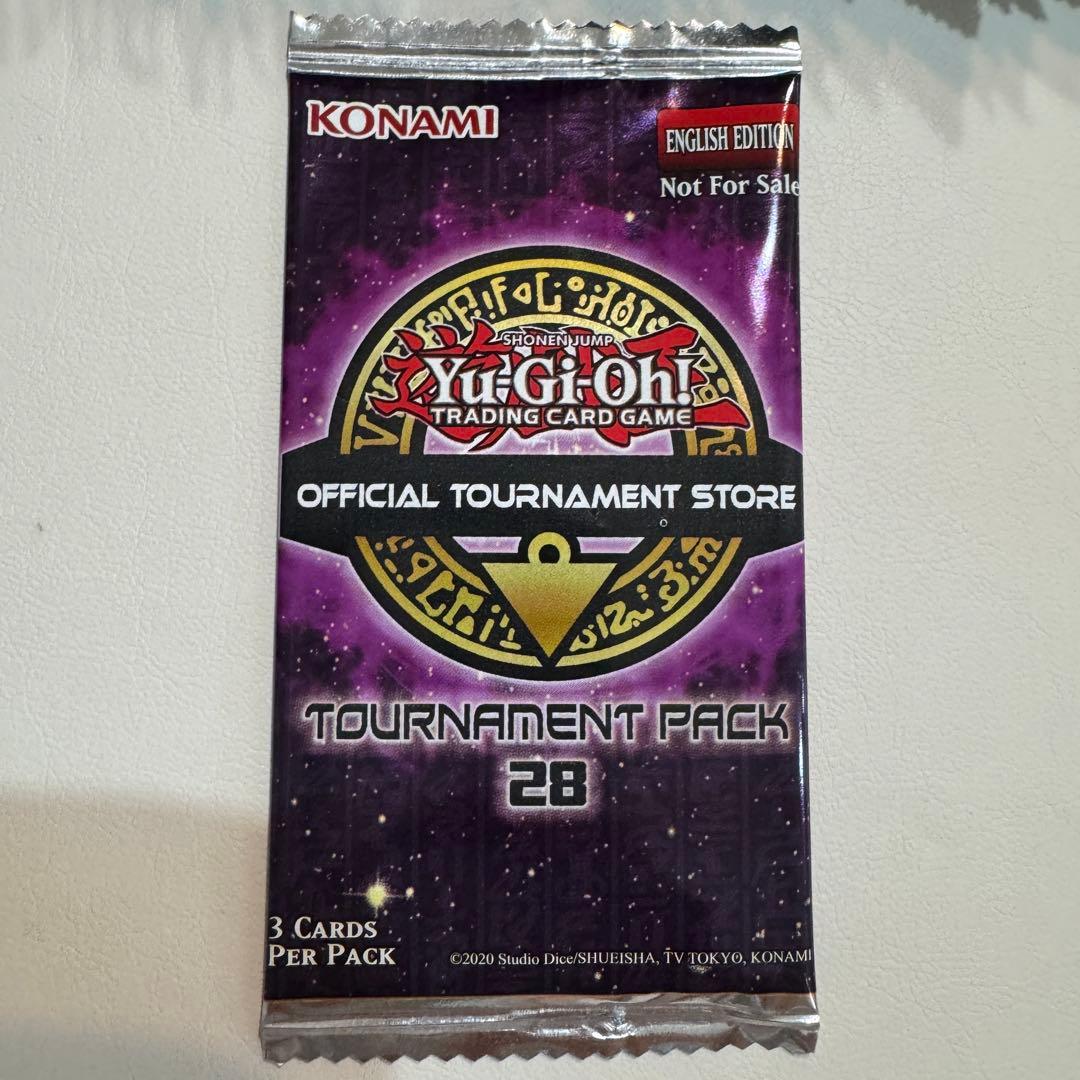 KONAMI
ENGLISH EDITION
Not For Sale
SHONEN JUMP
Yu-Gi-Oh!
TRADING CARD GAME
OFFICIAL TOURNAMENT STORE
TOURNAMENT PACK
28
3 CARDS
PER PACK
©2020 Studio Dice/SHUEISHA, TV TOKYO, KONAMI